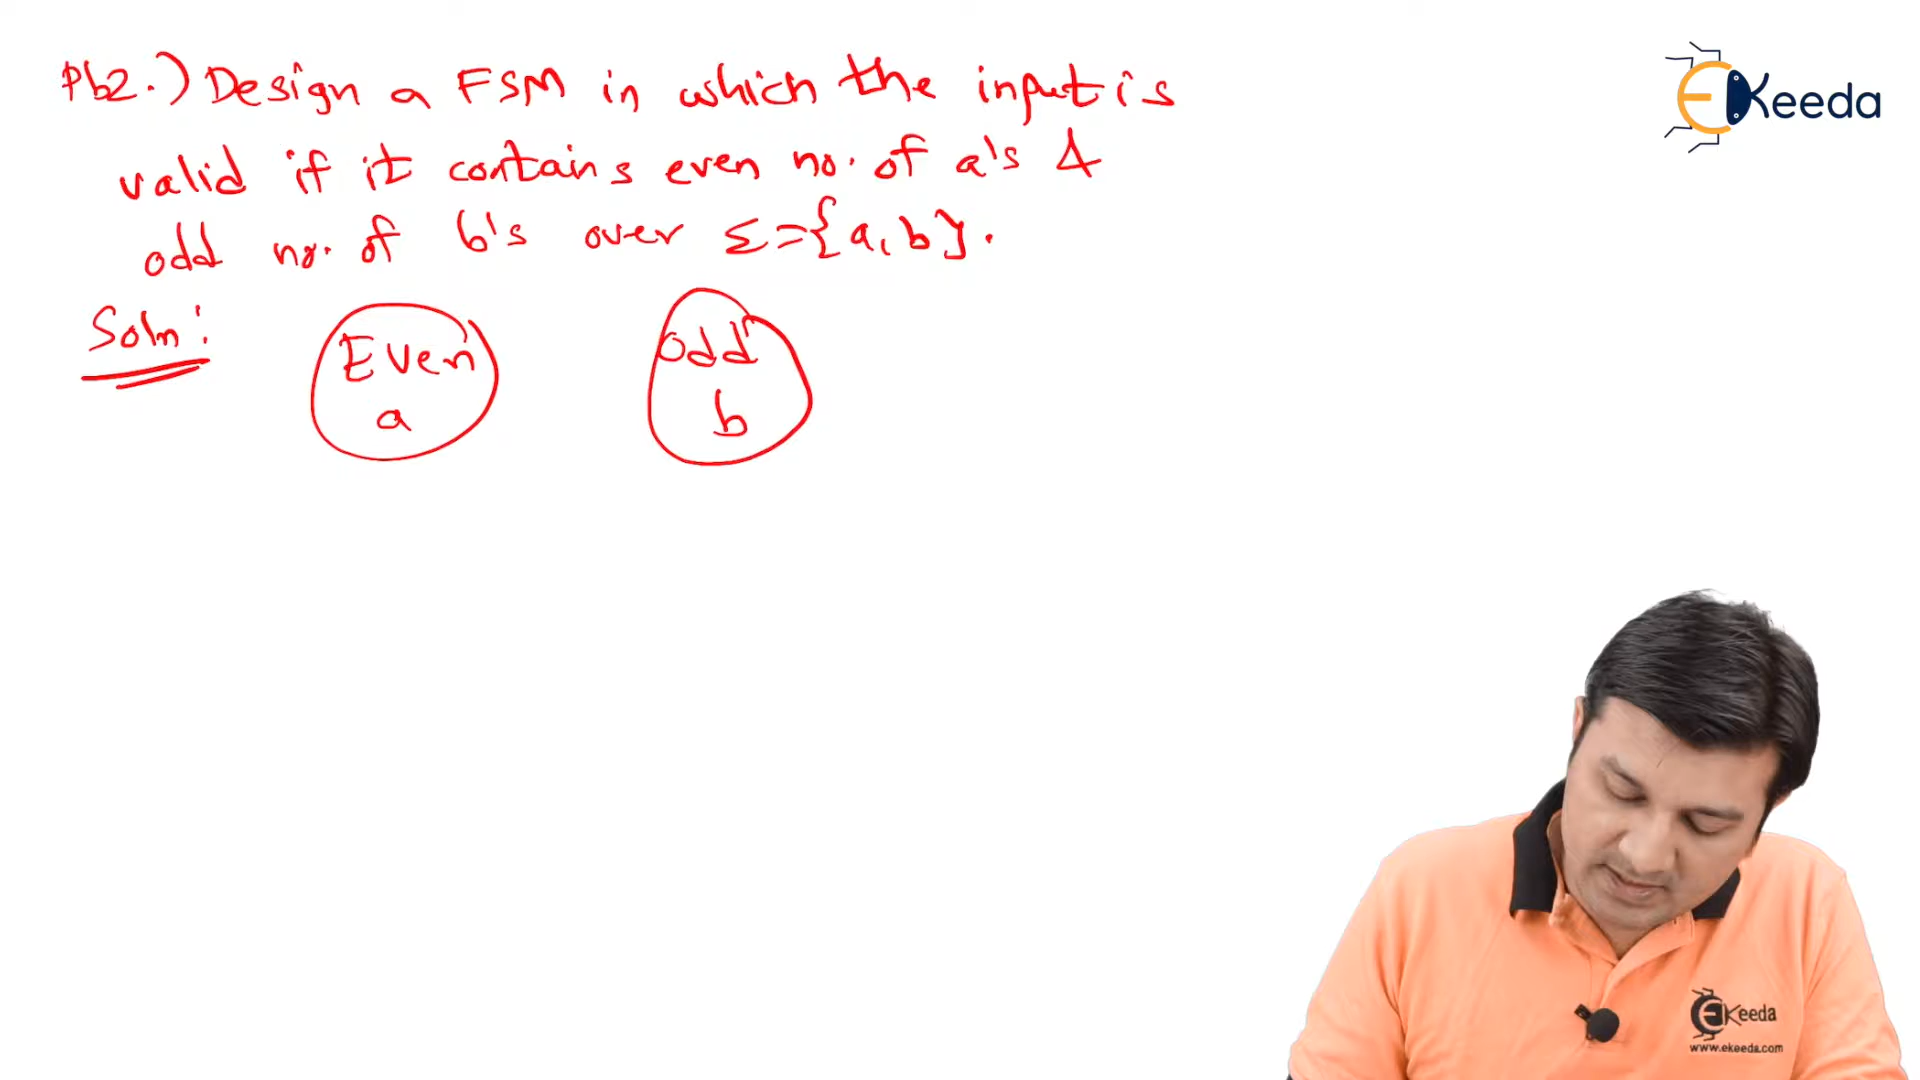 Pb2.) Design a FSM in which the input is
valid if it contains even no. of a's &
odd no. of b's over Σ={a, b}.
Soln:
Even
a
odd
b
EKeeda
EKeeda
www.ekeeda.com